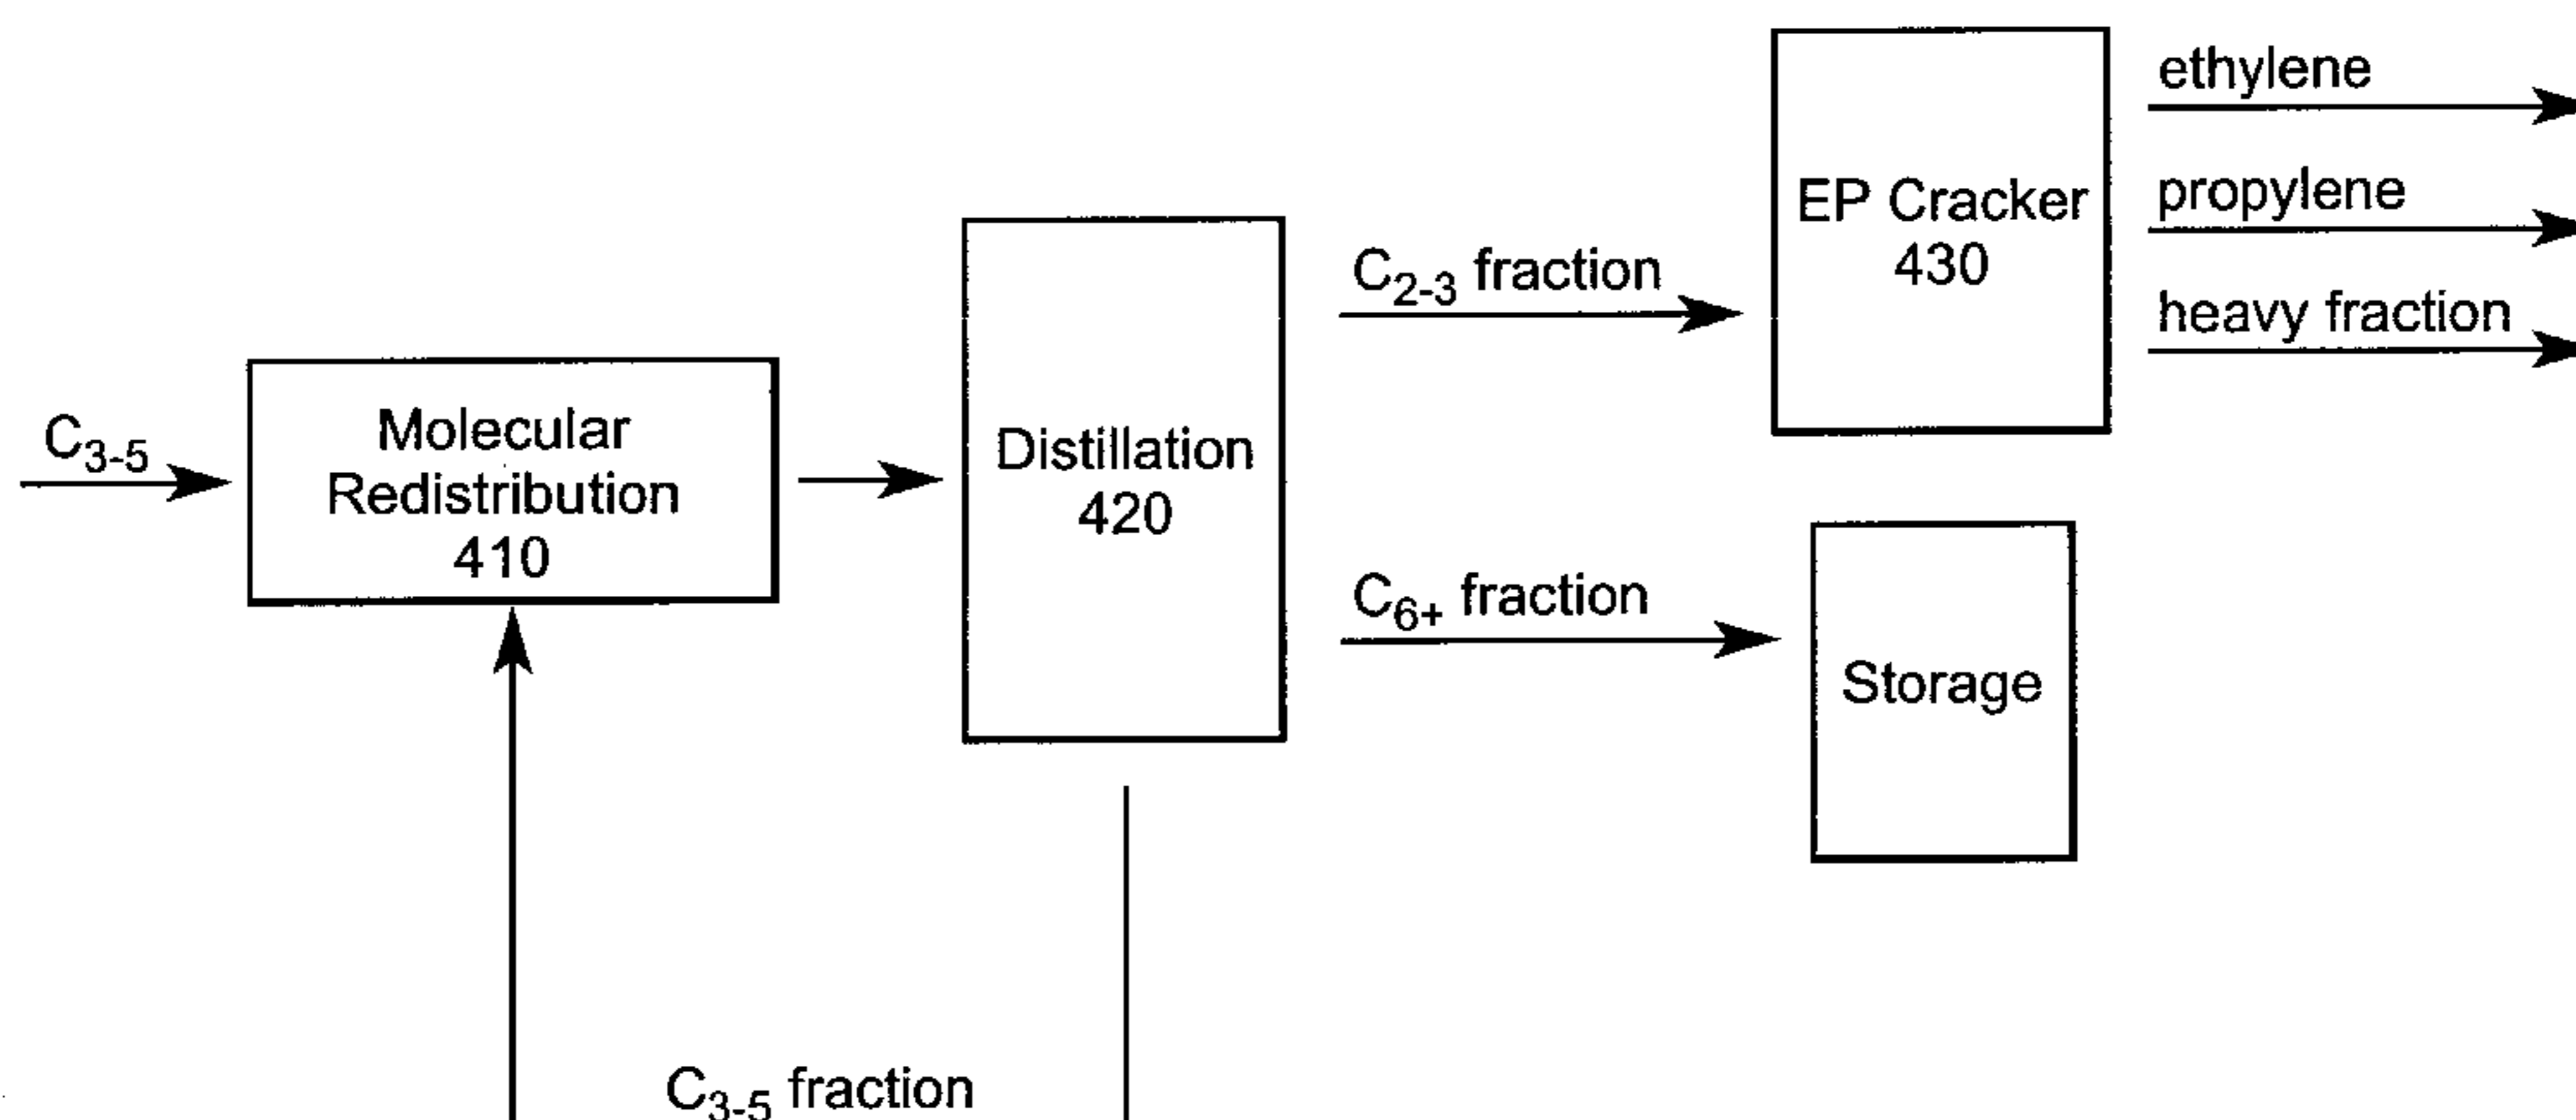 C3-5
Molecular
Redistribution
410
Distillation
420
C2-3 fraction
EP Cracker
430
ethylene
propylene
heavy fraction
C6+ fraction
Storage
C3-5 fraction